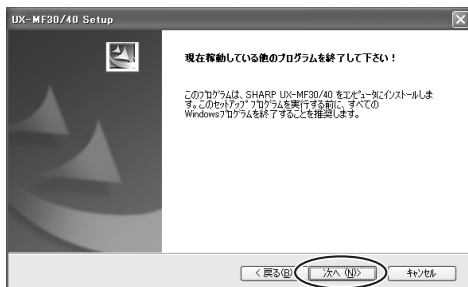 UX-MF30/40 Setup
現在稼動している他のプログラムを終了して下さい！
このプログラムは、SHARP UX-MF30/40 をコンピュータにインストールしま
す。このセットアップ プログラムを実行する前に、すべての
Windowsプログラムを終了することを推奨します。
< 戻る(B)
次へ (N)>
キャンセル